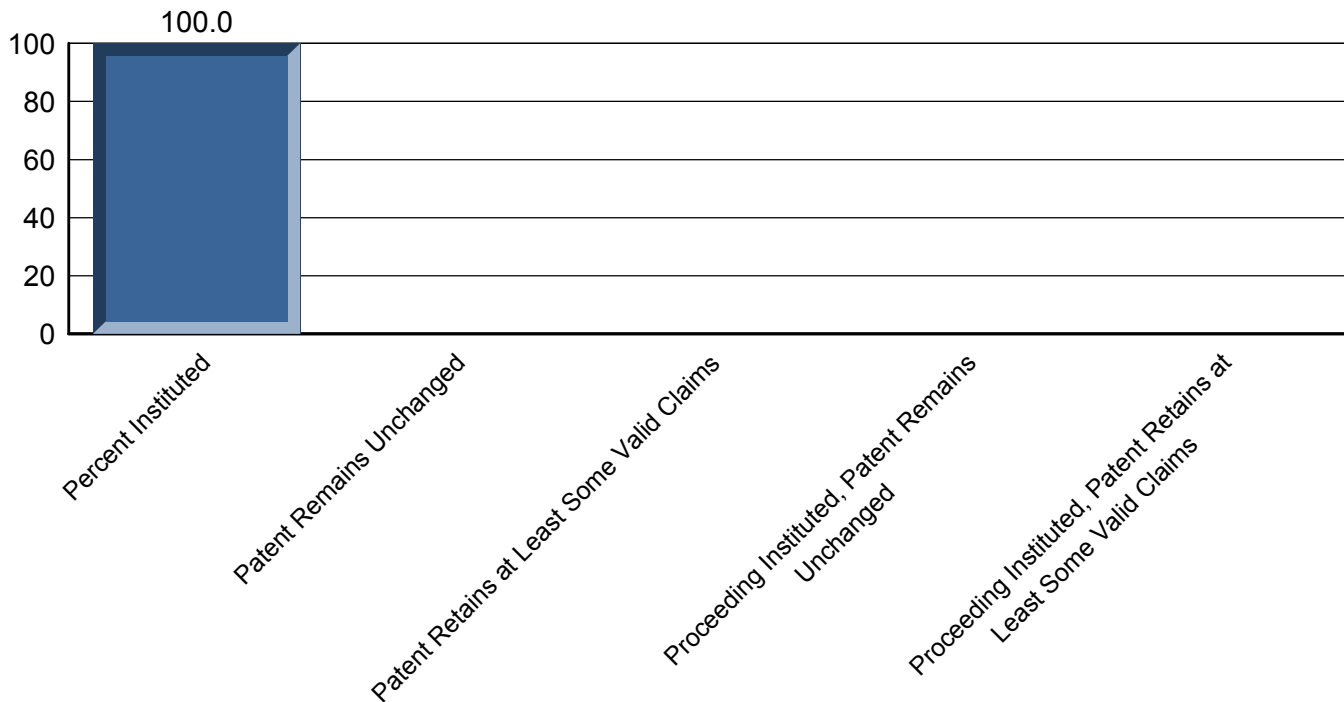 100.0
100
80
60
40
20
0
Percent Instituted
Patent Remains Unchanged
Patent Retains at Least Some Valid Claims
Proceeding Instituted, Patent Remains
Unchanged
Proceeding Instituted, Patent Retains at
Least Some Valid Claims